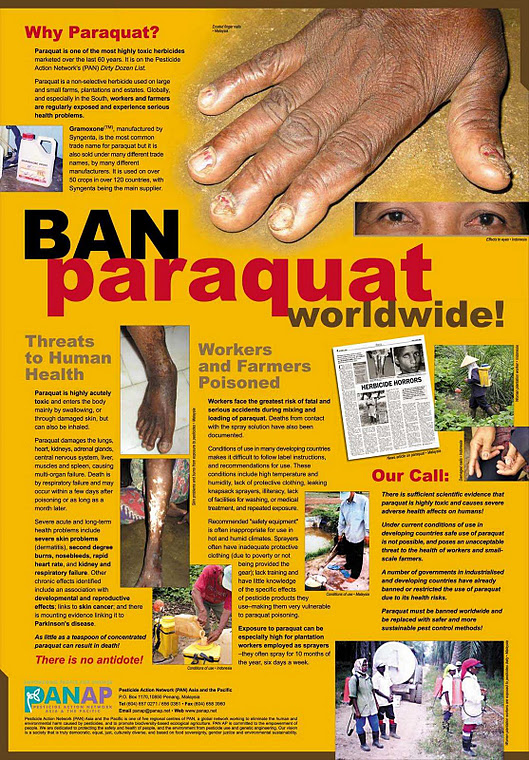 Why Paraquat?
Paraquat is one of the most highly toxic herbicides
marketed over the last 60 years. It is on the Pesticide
Action Network's (PAN) Dirty Dozen List.
Paraquat is a non-selective herbicide used on large
and small farms, plantations and estates. Globally,
and especially in the South, workers and farmers
are regularly exposed and experience serious
health problems.
Gramoxone(TM), manufactured by
Syngenta, is the most common
trade name for paraquat but it is
also sold under many different trade
names, by many different
manufacturers. It is used on over
50 crops in over 120 countries, with
Syngenta being the main supplier.
Eroded finger nails
• Malaysia
Effects to eyes • Indonesia
BAN
paraquat
worldwide!
Threats
to Human
Health
Paraquat is highly acutely
toxic and enters the body
mainly by swallowing, or
through damaged skin, but
can also be inhaled.
Paraquat damages the lungs,
heart, kidneys, adrenal glands,
central nervous system, liver,
muscles and spleen, causing
multi-organ failure. Death is
by respiratory failure and may
occur within a few days after
poisoning or as long as a
month later.
Severe acute and long-term
health problems include
severe skin problems
(dermatitis), second degree
burns, nosebleeds, rapid
heart rate, and kidney and
respiratory failure. Other
chronic effects identified
include an association with
developmental and reproductive
effects; links to skin cancer; and there
is mounting evidence linking it to
Parkinson's disease.
As little as a teaspoon of concentrated
paraquat can result in death!
There is no antidote!
Workers
and Farmers
Poisoned
Workers face the greatest risk of fatal and
serious accidents during mixing and
loading of paraquat. Deaths from contact
with the spray solution have also been
documented.
Conditions of use in many developing countries
makes it difficult to follow label instructions,
and recommendations for use. These
conditions include high temperature and
humidity, lack of protective clothing, leaking
knapsack sprayers, illiteracy, lack
of facilities for washing, or medical
treatment, and repeated exposure.
Recommended "safety equipment"
is often inappropriate for use in
hot and humid climates. Sprayers
often have inadequate protective
clothing (due to poverty or not
being provided the
gear); lack training and
have little knowledge
of the specific effects
of pesticide products they
use–making them very vulnerable
to paraquat poisoning.
Exposure to paraquat can be
especially high for plantation
workers employed as sprayers
–they often spray for 10 months of
the year, six days a week.
Conditions of use • Indonesia
Conditions of use • Malaysia
HERBICIDE HORRORS
News article on paraquat • Malaysia
Our Call:
There is sufficient scientific evidence that
paraquat is highly toxic and causes severe
adverse health affects on humans!
Under current conditions of use in
developing countries safe use of paraquat
is not possible, and poses an unacceptable
threat to the health of workers and small-
scale farmers.
A number of governments in industrialised
and developing countries have already
banned or restricted the use of paraquat
due to its health risks.
Paraquat must be banned worldwide and
be replaced with safer and more
sustainable pest control methods!
PANAP
PESTICIDE ACTION NETWORK
ASIA & THE PACIFIC
Pesticide Action Network (PAN) Asia and the Pacific
P.O. Box 1170,10850 Penang, Malaysia
Tel (604) 657 0271 / 656 0381 • Fax (604) 658 3960
Email panap@panap.net • Web www.panap.net
Pesticide Action Network (PAN) Asia and the Pacific is one of five regional centres of PAN, a global network working to eliminate the human and
environmental harm caused by pesticides, and to promote biodiversity-based ecological agriculture. PAN AP is committed to the empowerment of
people. We are dedicated to protecting the safety and health of people, and the environment from pesticide use and genetic engineering. Our vision
is a society that is truly democratic, equal, just, culturally diverse, and based on food sovereignty, gender justice and environmental sustainability.